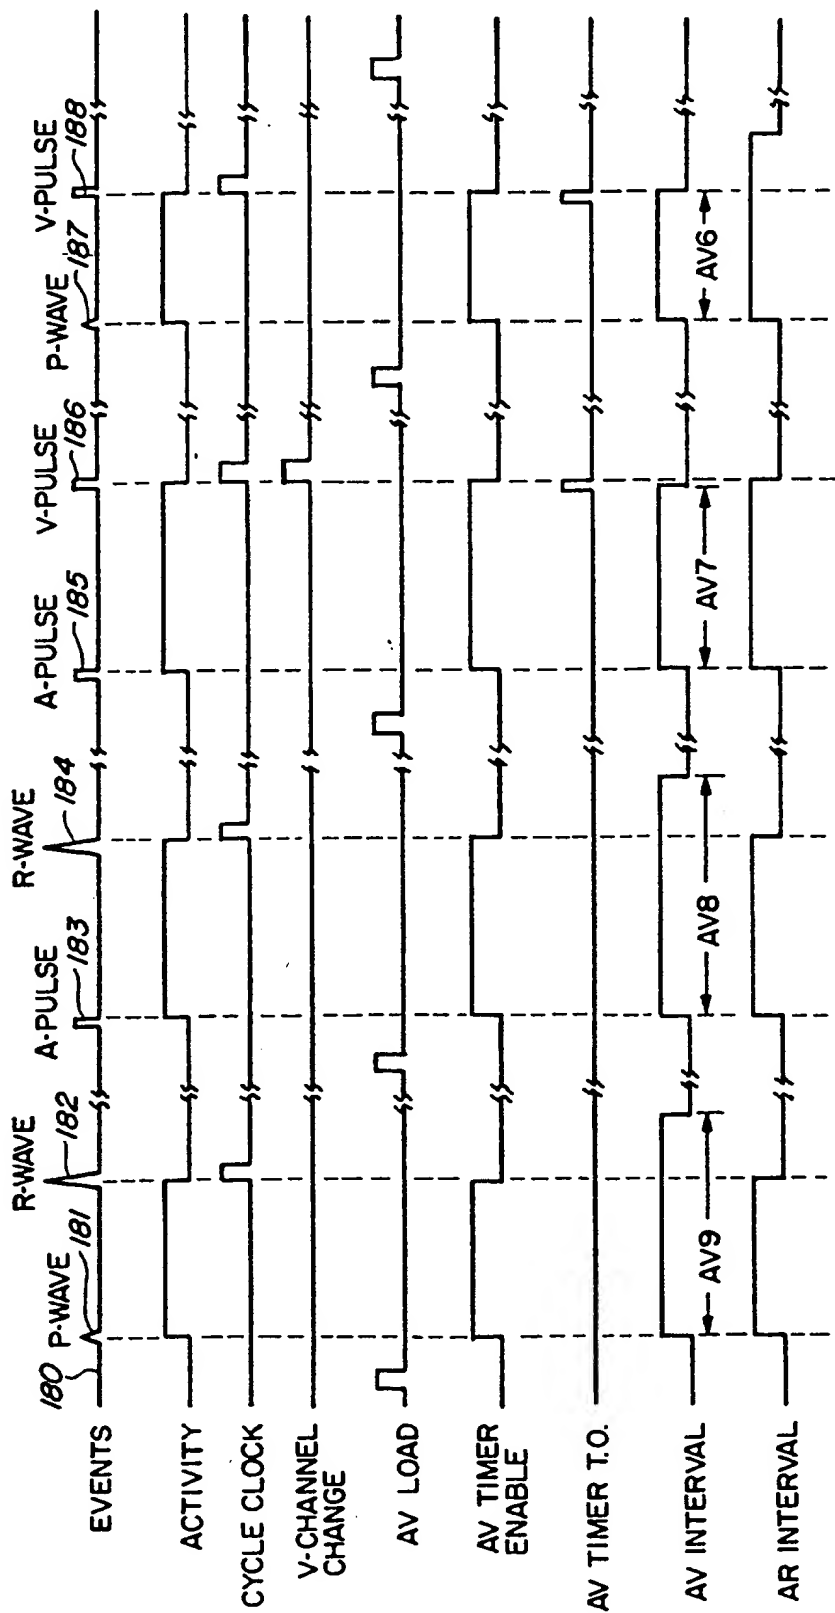 R-WAVE
R-WAVE
P-WAVE
A-PULSE
A-PULSE
V-PULSE
P-WAVE
V-PULSE
180
181
182
183
184
185
186
187
188
EVENTS
ACTIVITY
CYCLE CLOCK
V-CHANNEL
CHANGE
AV LOAD
AV TIMER
ENABLE
AV TIMER T.O.
AV INTERVAL
AV9
AV8
AV7
AV6
AR INTERVAL